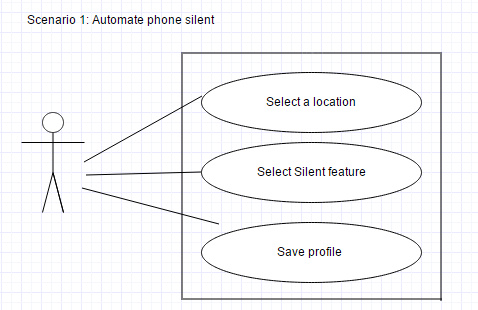 Scenario 1: Automate phone silent
Select a location
Select Silent feature
Save profile